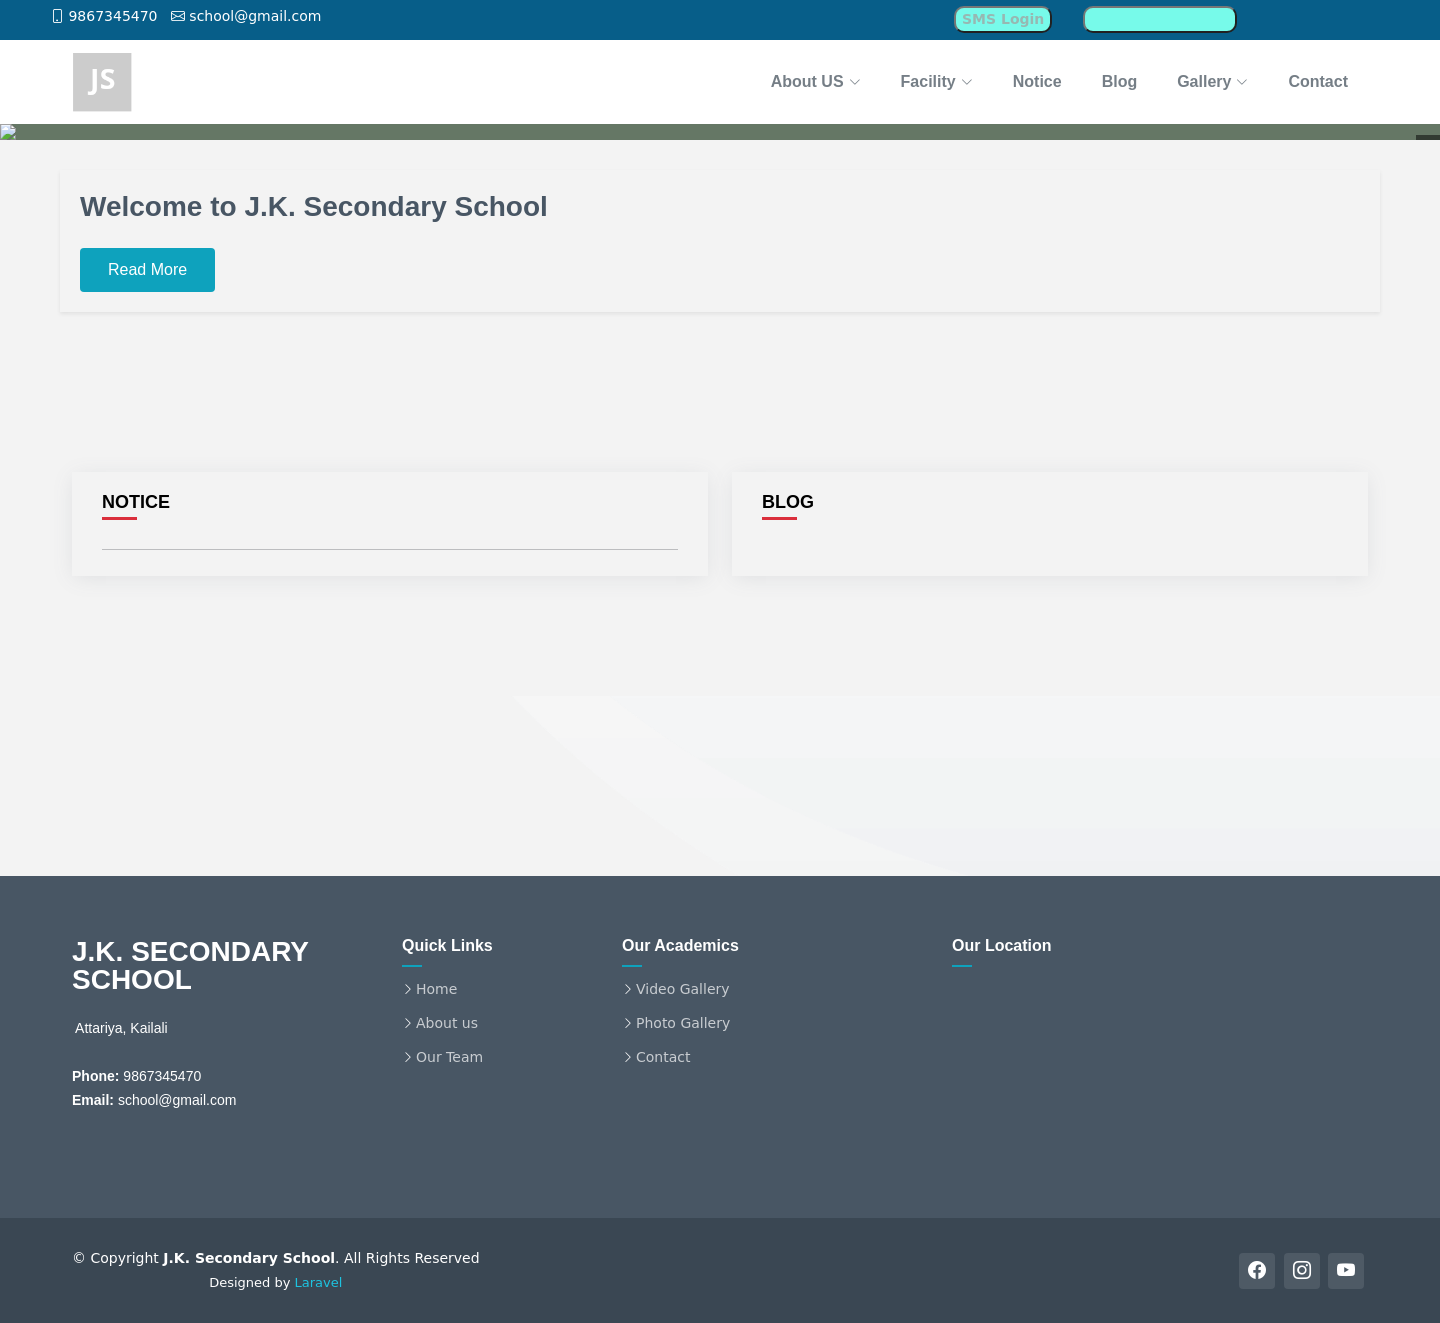 9867345470 school@gmail.com SMS Login
JS About US Facility Notice Blog Gallery Contact
Welcome to J.K. Secondary School
Read More
NOTICE
BLOG
J.K. SECONDARY
SCHOOL
Attariya, Kailali
Phone: 9867345470
Email: school@gmail.com
Quick Links
Home
About us
Our Team
Our Academics
Video Gallery
Photo Gallery
Contact
Our Location
© Copyright J.K. Secondary School. All Rights Reserved
Designed by Laravel